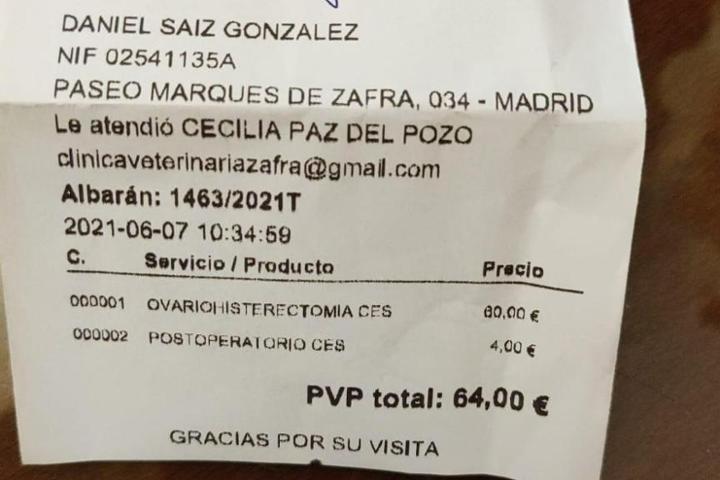 DANIEL SAIZ GONZALEZ
NIF 02541135A
PASEO MARQUES DE ZAFRA, 034 - MADRID
Le atendió CECILIA PAZ DEL POZO
clinicaveterinariazafra@gmail.com
Albarán: 1463/2021T
2021-06-07 10:34:59
C. Servicio / Producto Precio
000001 OVARIOHISTERECTOMIA CES 60,00 €
000002 POSTOPERATORIO CES 4,00 €
PVP total: 64,00 €
GRACIAS POR SU VISITA